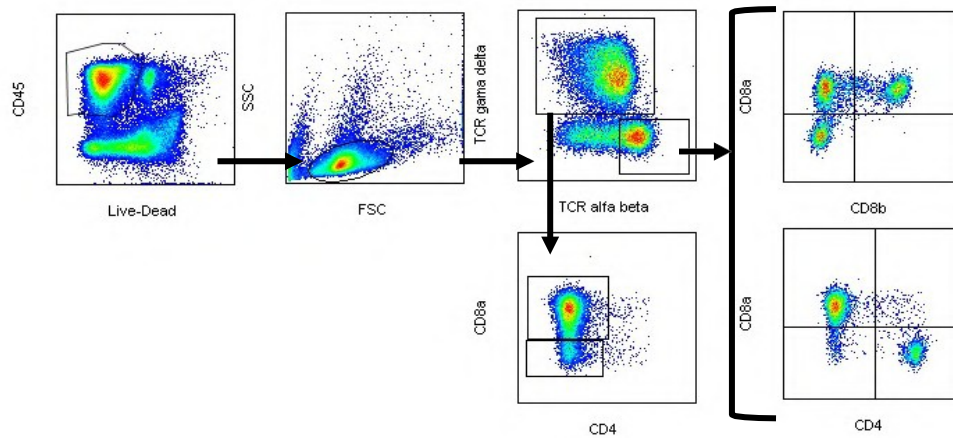 CD45
Live-Dead
SSC
FSC
TCR gama delta
TCR alfa beta
CD8a
CD8b
CD8a
CD4
CD8a
CD4